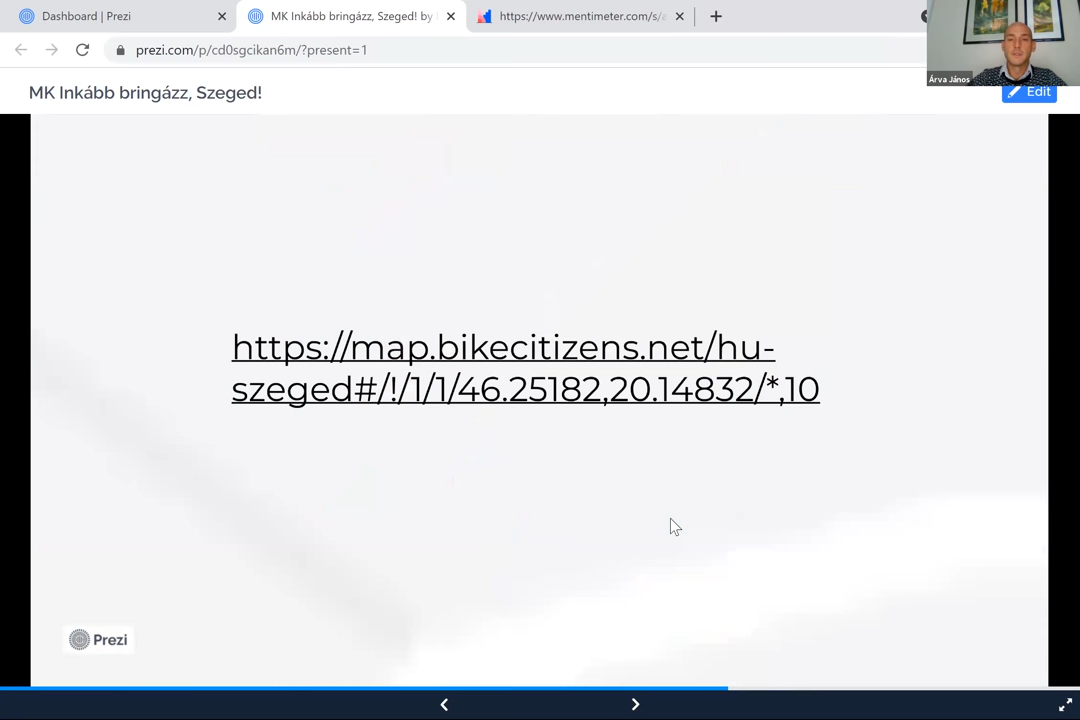 Dashboard | Prezi
MK Inkább bringázz, Szeged! by
https://www.mentimeter.com/s/
prezi.com/p/cd0sgcikan6m/?present=1
Árva János
MK Inkább bringázz, Szeged!
Edit
https://map.bikecitizens.net/hu-
szeged#/!/1/1/46.25182,20.14832/*,10
Prezi